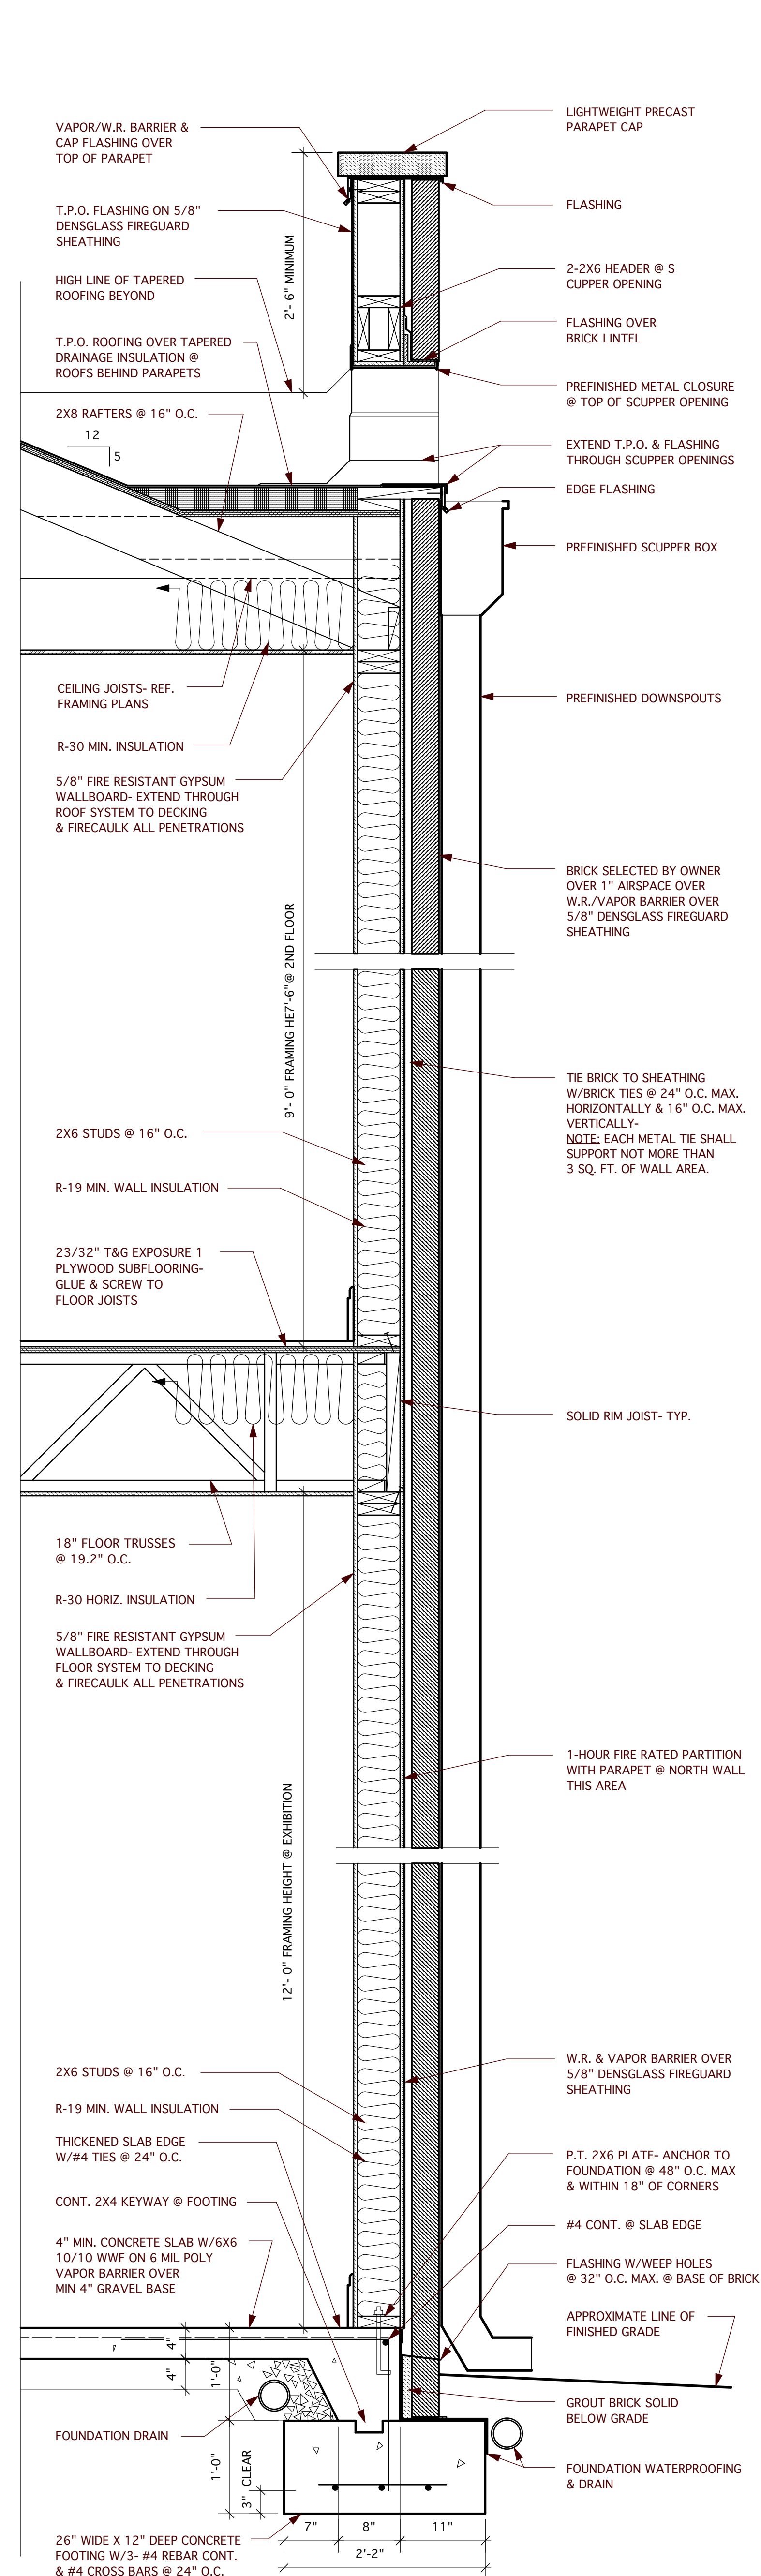 LIGHTWEIGHT PRECAST
PARAPET CAP
VAPOR/W.R. BARRIER &
CAP FLASHING OVER
TOP OF PARAPET
FLASHING
T.P.O. FLASHING ON 5/8"
DENSGLASS FIREGUARD
SHEATHING
2'- 6" MINIMUM
2-2X6 HEADER @ S
CUPPER OPENING
HIGH LINE OF TAPERED
ROOFING BEYOND
FLASHING OVER
BRICK LINTEL
T.P.O. ROOFING OVER TAPERED
DRAINAGE INSULATION @
ROOFS BEHIND PARAPETS
PREFINISHED METAL CLOSURE
@ TOP OF SCUPPER OPENING
2X8 RAFTERS @ 16" O.C.
12
5
EXTEND T.P.O. & FLASHING
THROUGH SCUPPER OPENINGS
EDGE FLASHING
PREFINISHED SCUPPER BOX
CEILING JOISTS- REF.
FRAMING PLANS
PREFINISHED DOWNSPOUTS
R-30 MIN. INSULATION
5/8" FIRE RESISTANT GYPSUM
WALLBOARD- EXTEND THROUGH
ROOF SYSTEM TO DECKING
& FIRECAULK ALL PENETRATIONS
BRICK SELECTED BY OWNER
OVER 1" AIRSPACE OVER
W.R./VAPOR BARRIER OVER
5/8" DENSGLASS FIREGUARD
SHEATHING
9'- 0" FRAMING HE7'-6"@ 2ND FLOOR
TIE BRICK TO SHEATHING
W/BRICK TIES @ 24" O.C. MAX.
HORIZONTALLY & 16" O.C. MAX.
VERTICALLY-
NOTE: EACH METAL TIE SHALL
SUPPORT NOT MORE THAN
3 SQ. FT. OF WALL AREA.
2X6 STUDS @ 16" O.C.
R-19 MIN. WALL INSULATION
23/32" T&G EXPOSURE 1
PLYWOOD SUBFLOORING-
GLUE & SCREW TO
FLOOR JOISTS
SOLID RIM JOIST- TYP.
18" FLOOR TRUSSES
@ 19.2" O.C.
R-30 HORIZ. INSULATION
5/8" FIRE RESISTANT GYPSUM
WALLBOARD- EXTEND THROUGH
FLOOR SYSTEM TO DECKING
& FIRECAULK ALL PENETRATIONS
1-HOUR FIRE RATED PARTITION
WITH PARAPET @ NORTH WALL
THIS AREA
12'- 0" FRAMING HEIGHT @ EXHIBITION
2X6 STUDS @ 16" O.C.
W.R. & VAPOR BARRIER OVER
5/8" DENSGLASS FIREGUARD
SHEATHING
R-19 MIN. WALL INSULATION
THICKENED SLAB EDGE
W/#4 TIES @ 24" O.C.
P.T. 2X6 PLATE- ANCHOR TO
FOUNDATION @ 48" O.C. MAX
& WITHIN 18" OF CORNERS
CONT. 2X4 KEYWAY @ FOOTING
#4 CONT. @ SLAB EDGE
4" MIN. CONCRETE SLAB W/6X6
10/10 WWF ON 6 MIL POLY
VAPOR BARRIER OVER
MIN 4" GRAVEL BASE
FLASHING W/WEEP HOLES
@ 32" O.C. MAX. @ BASE OF BRICK
APPROXIMATE LINE OF
FINISHED GRADE
4"
4"
1'-0"
GROUT BRICK SOLID
BELOW GRADE
FOUNDATION DRAIN
1'-0"
3" CLEAR
FOUNDATION WATERPROOFING
& DRAIN
7"
8"
11"
2'-2"
26" WIDE X 12" DEEP CONCRETE
FOOTING W/3- #4 REBAR CONT.
& #4 CROSS BARS @ 24" O.C.